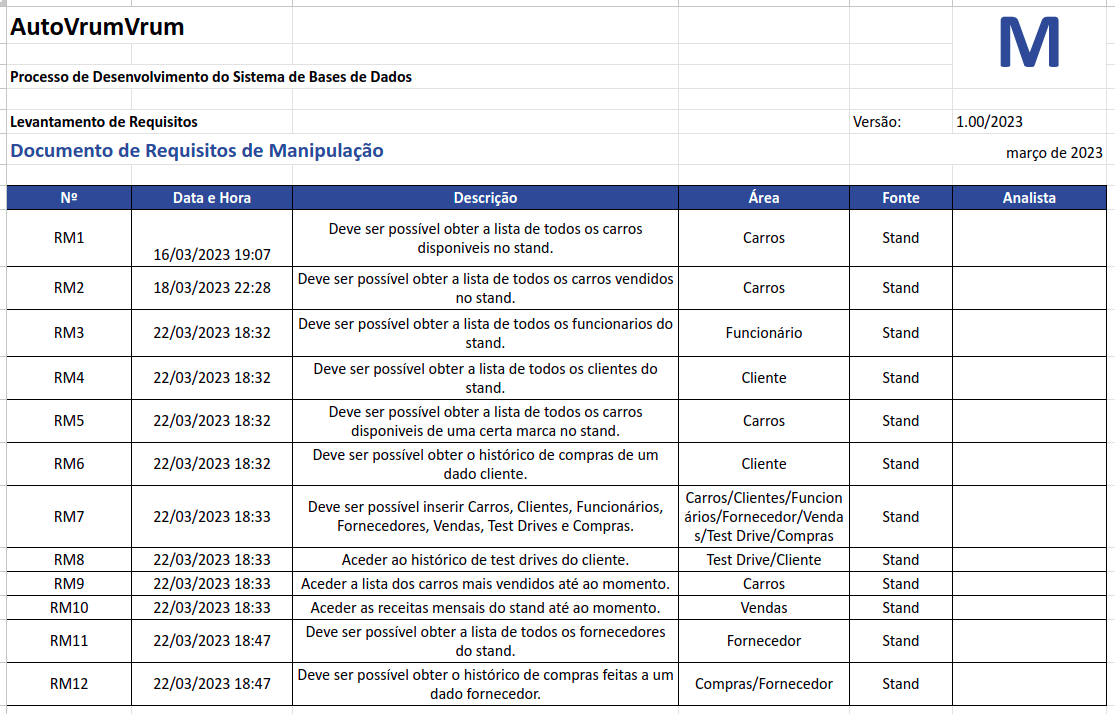 AutoVrumVrum
M
Processo de Desenvolvimento do Sistema de Bases de Dados
Levantamento de Requisitos
Versão: 1.00/2023
Documento de Requisitos de Manipulação
março de 2023
Nº Data e Hora Descrição Área Fonte Analista
RM1 16/03/2023 19:07 Deve ser possível obter a lista de todos os carros
disponiveis no stand. Carros Stand
RM2 18/03/2023 22:28 Deve ser possível obter a lista de todos os carros vendidos
no stand. Carros Stand
RM3 22/03/2023 18:32 Deve ser possível obter a lista de todos os funcionarios do
stand. Funcionário Stand
RM4 22/03/2023 18:32 Deve ser possível obter a lista de todos os clientes do
stand. Cliente Stand
RM5 22/03/2023 18:32 Deve ser possível obter a lista de todos os carros
disponiveis de uma certa marca no stand. Carros Stand
RM6 22/03/2023 18:32 Deve ser possível obter o histórico de compras de um
dado cliente. Cliente Stand
RM7 22/03/2023 18:33 Deve ser possível inserir Carros, Clientes, Funcionários,
Fornecedores, Vendas, Test Drives e Compras.
Carros/Clientes/Funcion
ários/Fornecedor/Venda
s/Test Drive/Compras
Stand
RM8 22/03/2023 18:33 Aceder ao histórico de test drives do cliente. Test Drive/Cliente Stand
RM9 22/03/2023 18:33 Aceder a lista dos carros mais vendidos até ao momento. Carros Stand
RM10 22/03/2023 18:33 Aceder as receitas mensais do stand até ao momento. Vendas Stand
RM11 22/03/2023 18:47 Deve ser possível obter a lista de todos os fornecedores
do stand. Fornecedor Stand
RM12 22/03/2023 18:47 Deve ser possível obter o histórico de compras feitas a um
dado fornecedor. Compras/Fornecedor Stand